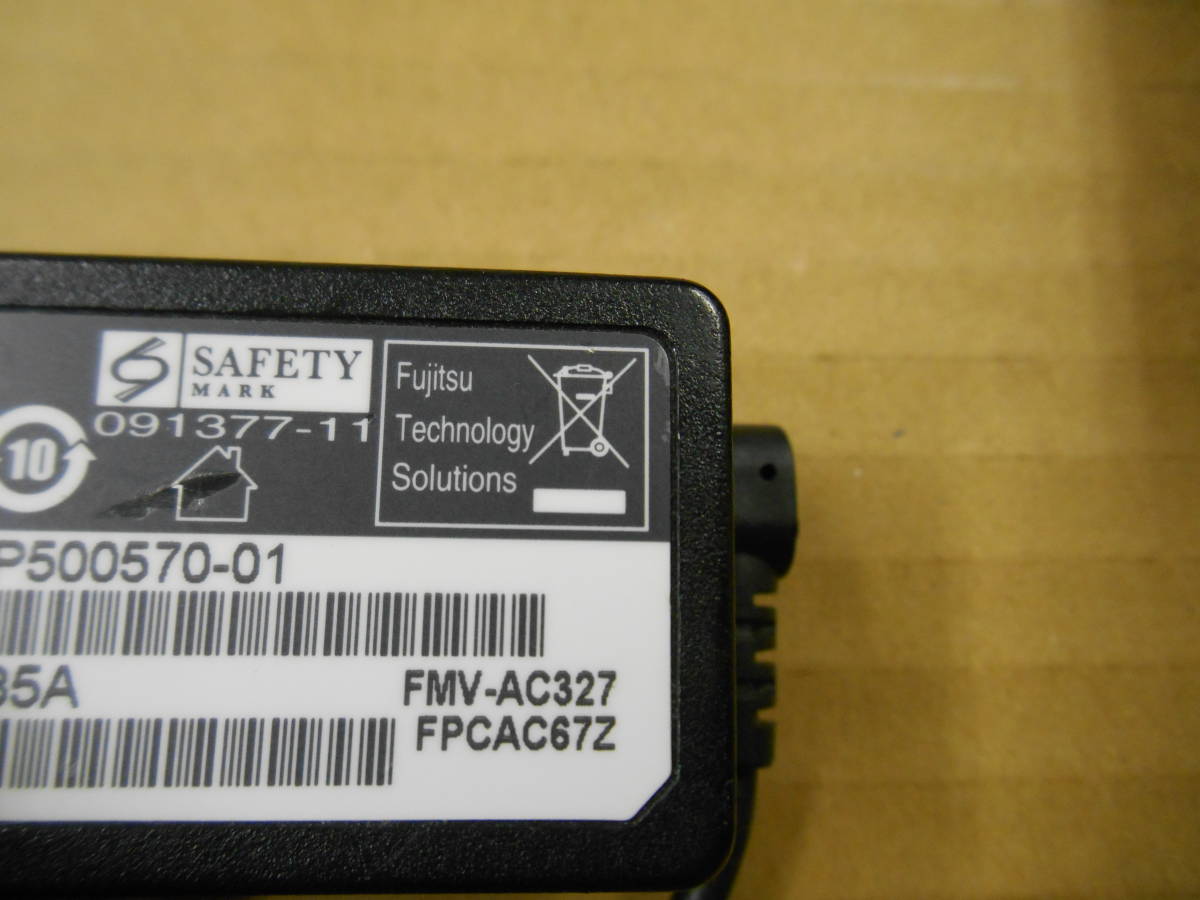 SAFETY
MARK
091377-11
10
Fujitsu
Technology
Solutions
P500570-01
35A
FMV-AC327
FPCAC67Z